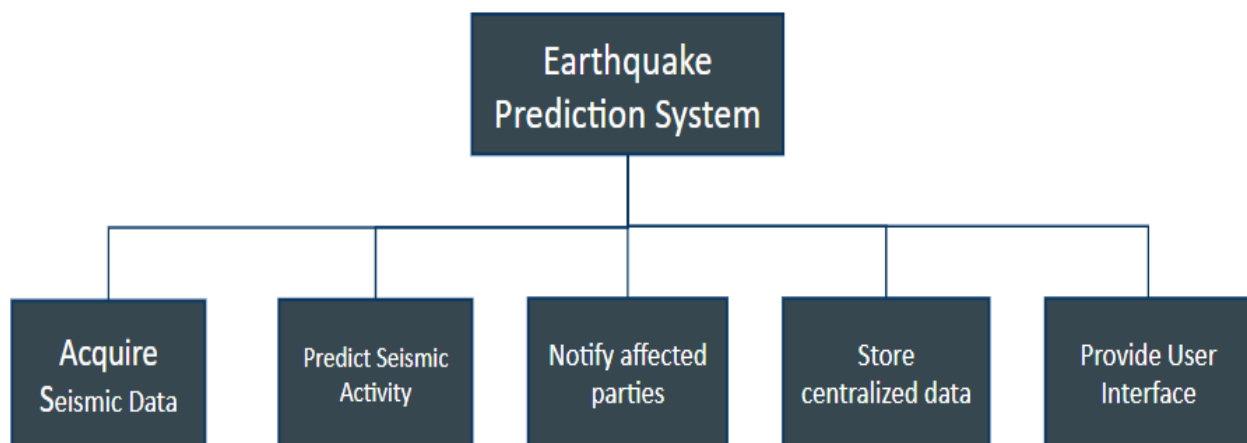 Earthquake
Prediction System
Acquire
Seismic Data
Predict Seismic
Activity
Notify affected
parties
Store
centralized data
Provide User
Interface